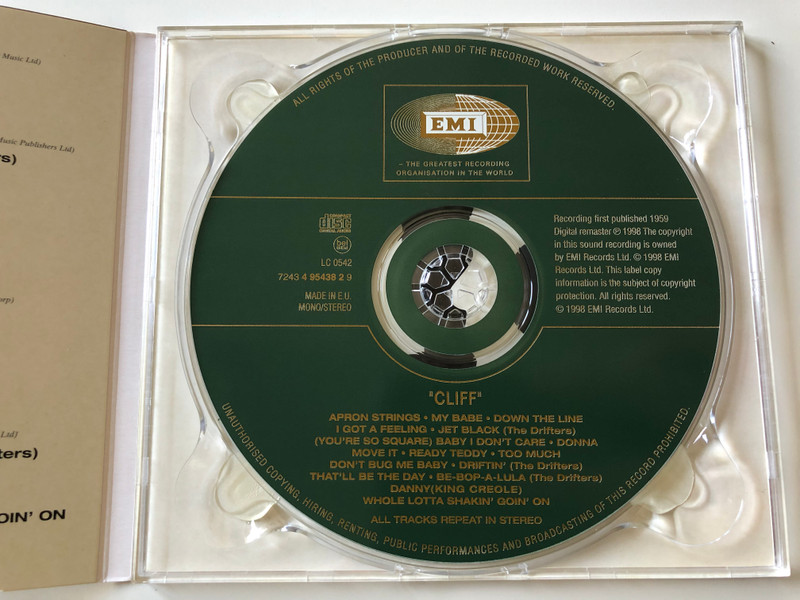 Music Ltd)
Music Publishers Ltd)
rs)
orp)
Ltd)
ters)
OIN' ON
ALL RIGHTS OF THE PRODUCER AND OF THE RECORDED WORK RESERVED.
EMI
– THE GREATEST RECORDING
ORGANISATION IN THE WORLD
COMPACT
disc
DIGITAL AUDIO
LC 0542
7243 4 95438 2 9
MADE IN E.U.
MONO/STEREO
Recording first published 1959
Digital remaster ℗ 1998 The copyright
in this sound recording is owned
by EMI Records Ltd. © 1998 EMI
Records Ltd. This label copy
information is the subject of copyright
protection. All rights reserved.
© 1998 EMI Records Ltd.
"CLIFF"
APRON STRINGS • MY BABE • DOWN THE LINE
I GOT A FEELING • JET BLACK (The Drifters)
(YOU'RE SO SQUARE) BABY I DON'T CARE • DONNA
MOVE IT • READY TEDDY • TOO MUCH
DON'T BUG ME BABY • DRIFTIN' (The Drifters)
THAT'LL BE THE DAY • BE-BOP-A-LULA (The Drifters)
DANNY(KING CREOLE)
WHOLE LOTTA SHAKIN' GOIN' ON
ALL TRACKS REPEAT IN STEREO
UNAUTHORISED COPYING, HIRING, RENTING, PUBLIC PERFORMANCES AND BROADCASTING OF THIS RECORD PROHIBITED.